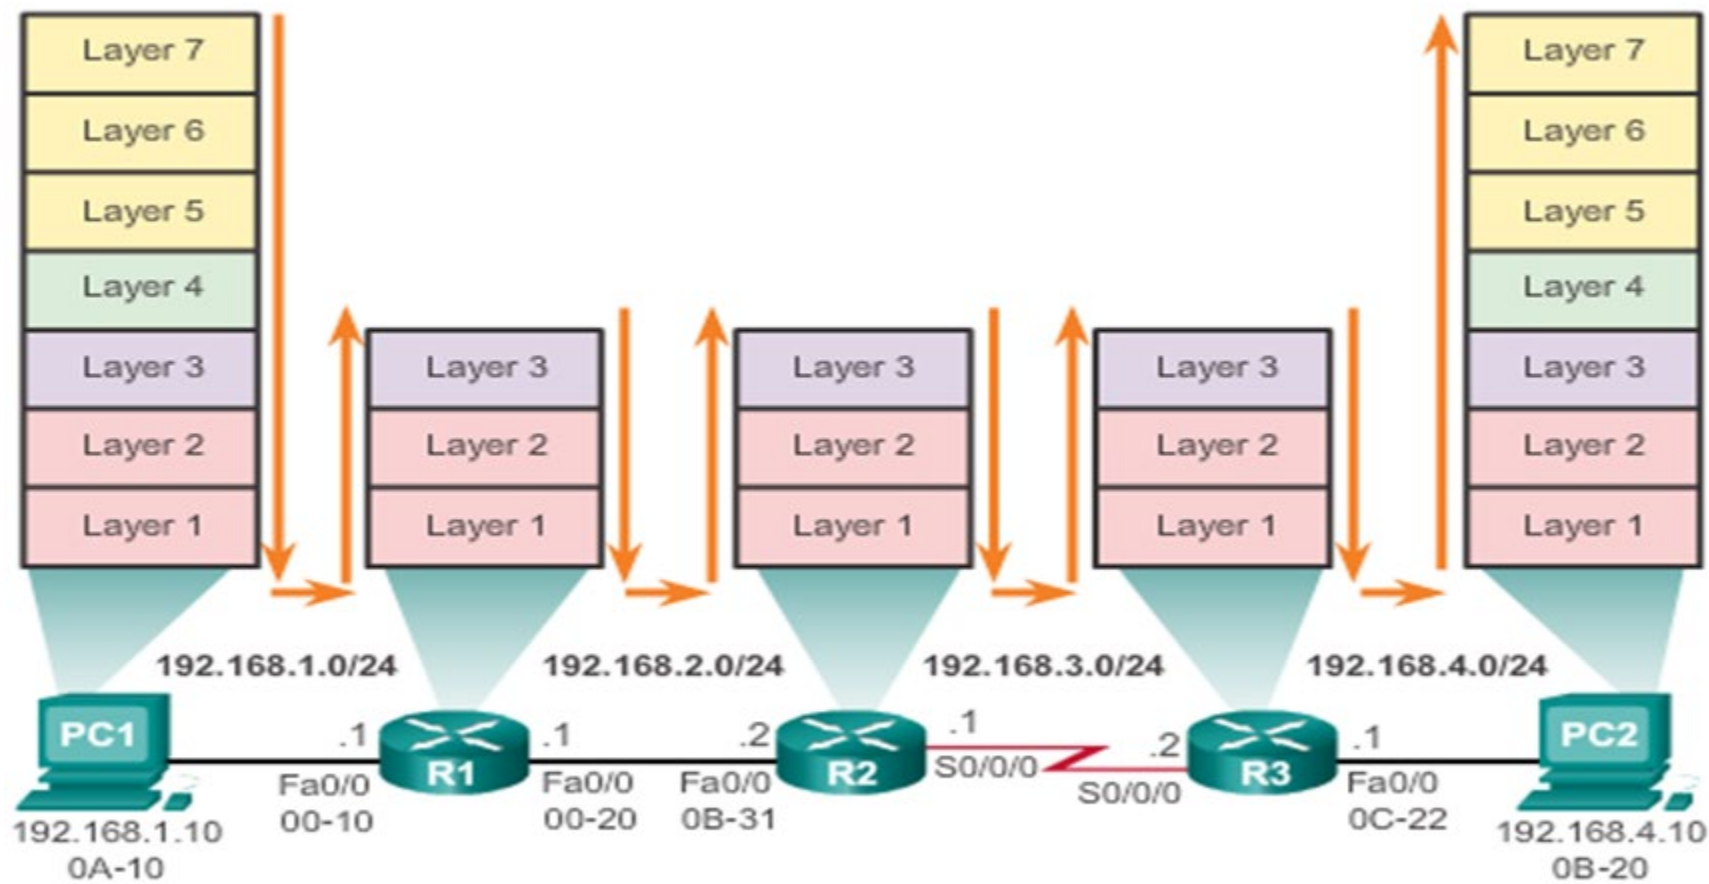 Layer 7
Layer 6
Layer 5
Layer 4
Layer 3
Layer 2
Layer 1
Layer 3
Layer 2
Layer 1
Layer 3
Layer 2
Layer 1
Layer 3
Layer 2
Layer 1
Layer 7
Layer 6
Layer 5
Layer 4
Layer 3
Layer 2
Layer 1
192.168.1.0/24
192.168.2.0/24
192.168.3.0/24
192.168.4.0/24
PC1
192.168.1.10
0A-10
.1
Fa0/0
00-10
R1
.1
Fa0/0
00-20
.2
Fa0/0
0B-31
R2
.1
S0/0/0
.2
S0/0/0
R3
.1
Fa0/0
0C-22
PC2
192.168.4.10
0B-20